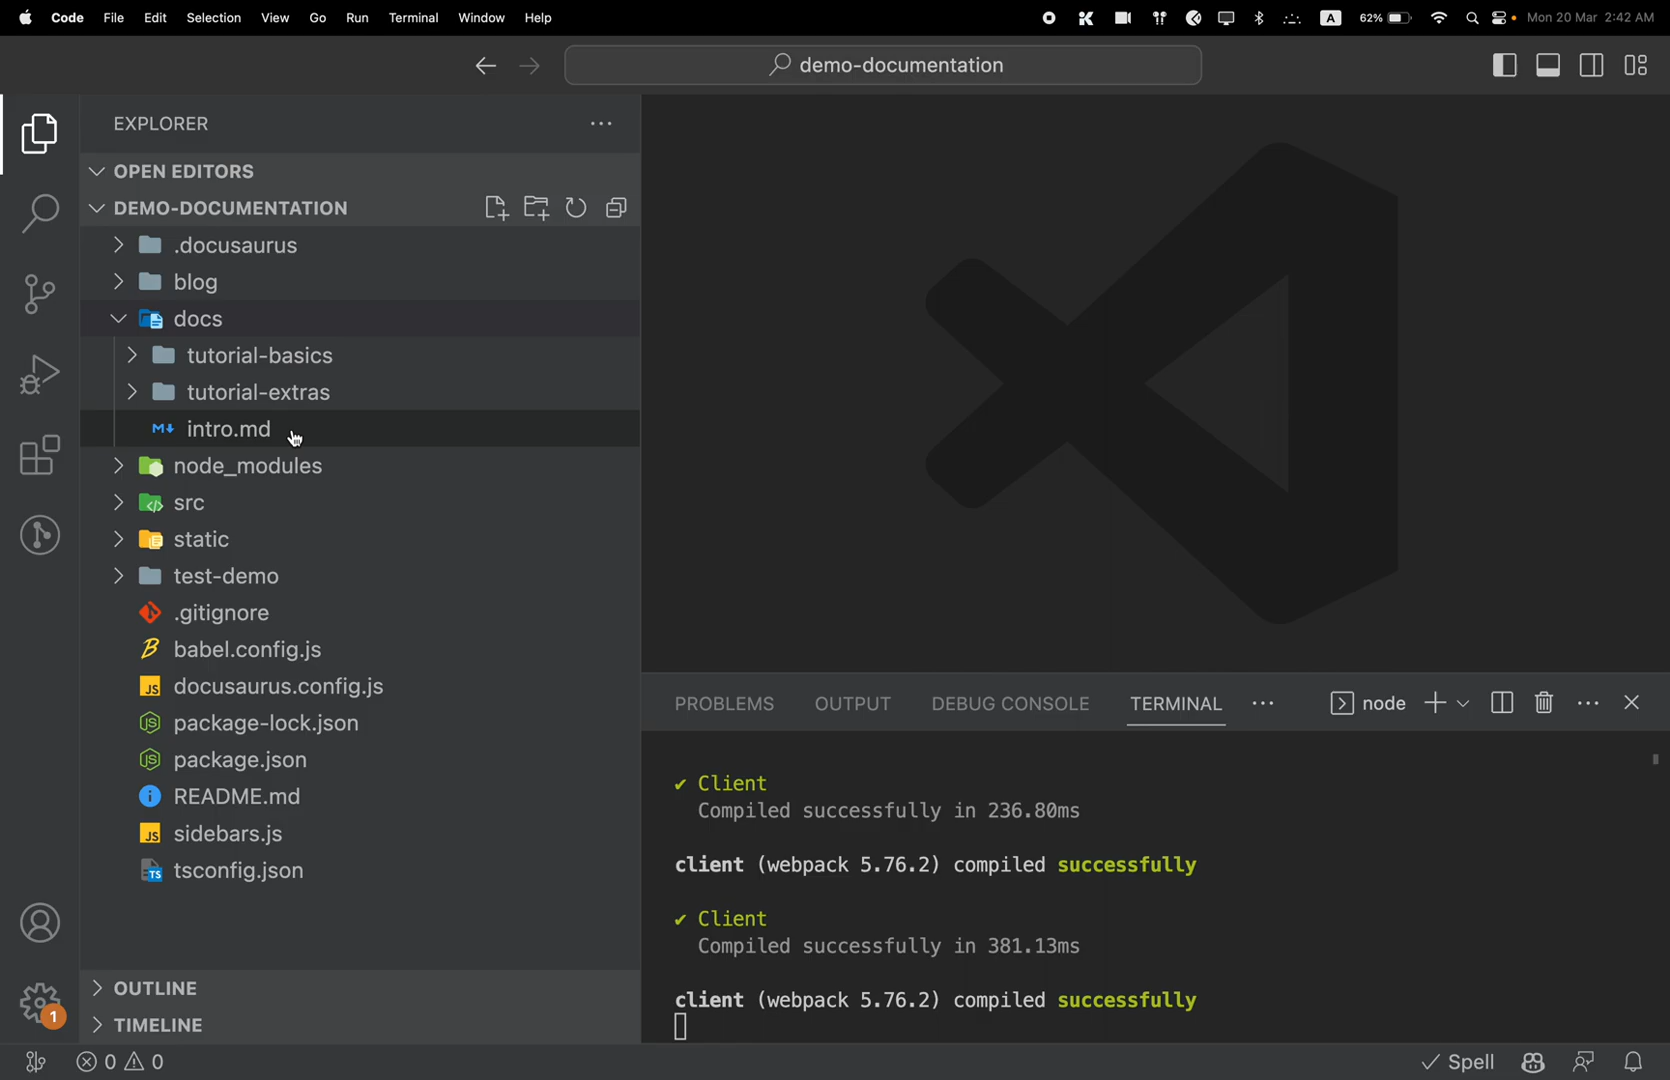 Code File Edit Selection View Go Run Terminal Window Help A 62% Mon 20 Mar 2:42 AM
demo-documentation
EXPLORER
OPEN EDITORS
DEMO-DOCUMENTATION
.docusaurus
blog
docs
tutorial-basics
tutorial-extras
intro.md
node_modules
src
static
test-demo
.gitignore
babel.config.js
JS docusaurus.config.js
package-lock.json
package.json
README.md
JS sidebars.js
TS tsconfig.json
OUTLINE
TIMELINE
1
PROBLEMS OUTPUT DEBUG CONSOLE TERMINAL node
✔ Client
Compiled successfully in 236.80ms
client (webpack 5.76.2) compiled successfully
✔ Client
Compiled successfully in 381.13ms
client (webpack 5.76.2) compiled successfully
0 0 Spell